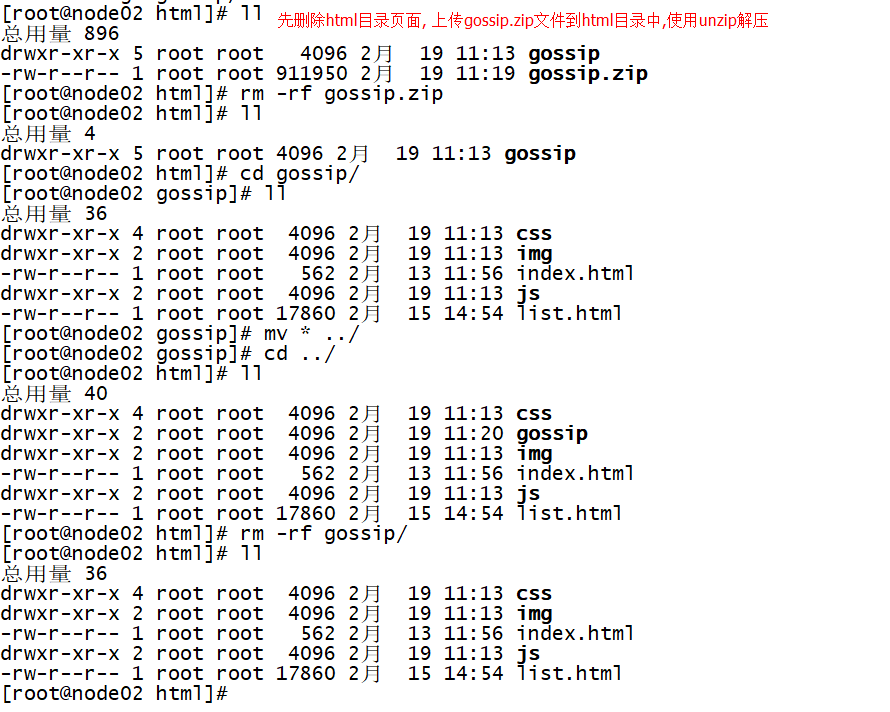 [root@node02 html]# ll
先删除html目录页面, 上传gossip.zip文件到html目录中,使用unzip解压
总用量 896
drwxr-xr-x 5 root root   4096 2月  19 11:13 gossip
-rw-r--r-- 1 root root 911950 2月  19 11:19 gossip.zip
[root@node02 html]# rm -rf gossip.zip
[root@node02 html]# ll
总用量 4
drwxr-xr-x 5 root root 4096 2月  19 11:13 gossip
[root@node02 html]# cd gossip/
[root@node02 gossip]# ll
总用量 36
drwxr-xr-x 4 root root  4096 2月  19 11:13 css
drwxr-xr-x 2 root root  4096 2月  19 11:13 img
-rw-r--r-- 1 root root   562 2月  13 11:56 index.html
drwxr-xr-x 2 root root  4096 2月  19 11:13 js
-rw-r--r-- 1 root root 17860 2月  15 14:54 list.html
[root@node02 gossip]# mv * ../
[root@node02 gossip]# cd ../
[root@node02 html]# ll
总用量 40
drwxr-xr-x 4 root root  4096 2月  19 11:13 css
drwxr-xr-x 2 root root  4096 2月  19 11:20 gossip
drwxr-xr-x 2 root root  4096 2月  19 11:13 img
-rw-r--r-- 1 root root   562 2月  13 11:56 index.html
drwxr-xr-x 2 root root  4096 2月  19 11:13 js
-rw-r--r-- 1 root root 17860 2月  15 14:54 list.html
[root@node02 html]# rm -rf gossip/
[root@node02 html]# ll
总用量 36
drwxr-xr-x 4 root root  4096 2月  19 11:13 css
drwxr-xr-x 2 root root  4096 2月  19 11:13 img
-rw-r--r-- 1 root root   562 2月  13 11:56 index.html
drwxr-xr-x 2 root root  4096 2月  19 11:13 js
-rw-r--r-- 1 root root 17860 2月  15 14:54 list.html
[root@node02 html]#